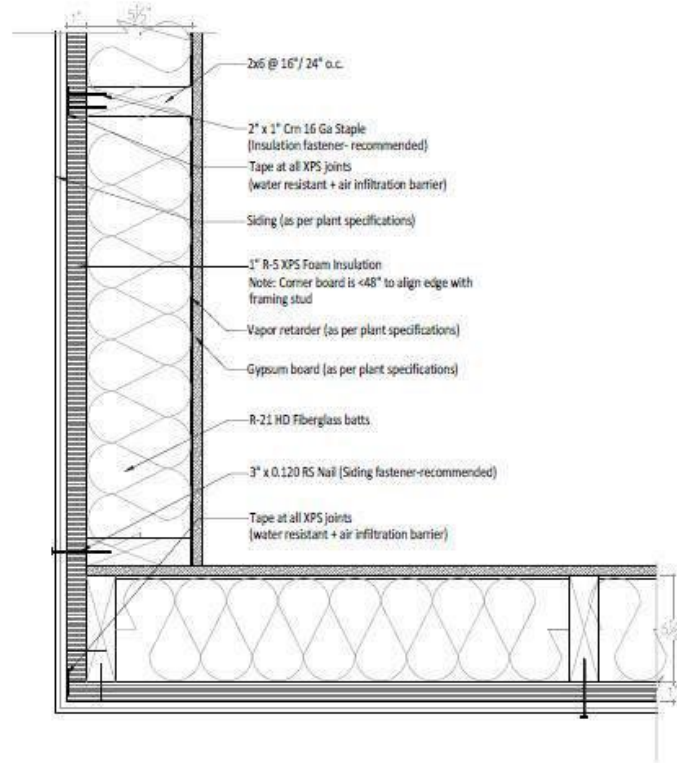 1"
5½"
2x6 @ 16"/ 24" o.c.
2" x 1" Crn 16 Ga Staple
(Insulation fastener- recommended)
Tape at all XPS joints
(water resistant + air infiltration barrier)
Siding (as per plant specifications)
1" R-5 XPS Foam Insulation
Note: Corner board is <48" to align edge with
framing stud
Vapor retarder (as per plant specifications)
Gypsum board (as per plant specifications)
R-21 HD Fiberglass batts
3" x 0.120 RS Nail (Siding fastener-recommended)
Tape at all XPS joints
(water resistant + air infiltration barrier)
5½"
1"